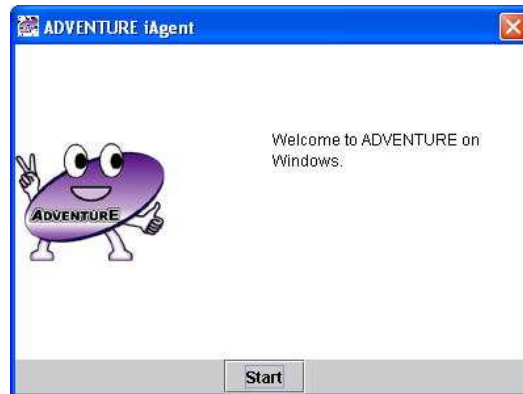 ADVENTURE iAgent
Welcome to ADVENTURE on
Windows.
ADVENTURE
Start